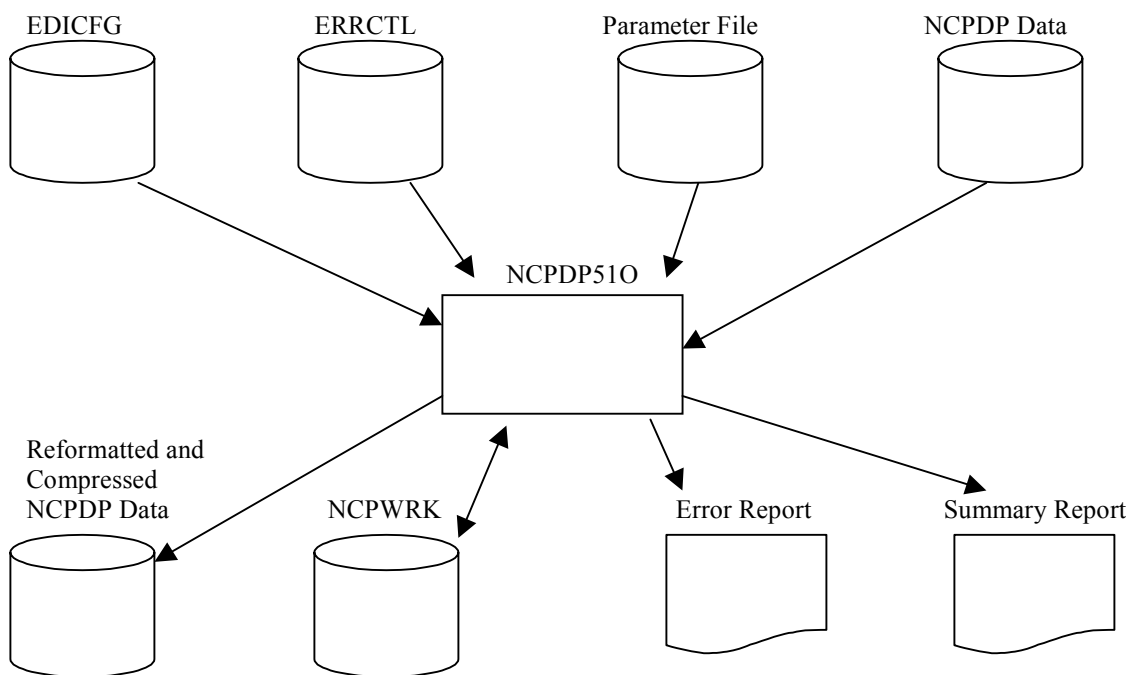 EDICFG
ERRCTL
Parameter File
NCPDP Data
NCPDP51O
Reformatted and
Compressed
NCPDP Data
NCPWRK
Error Report
Summary Report